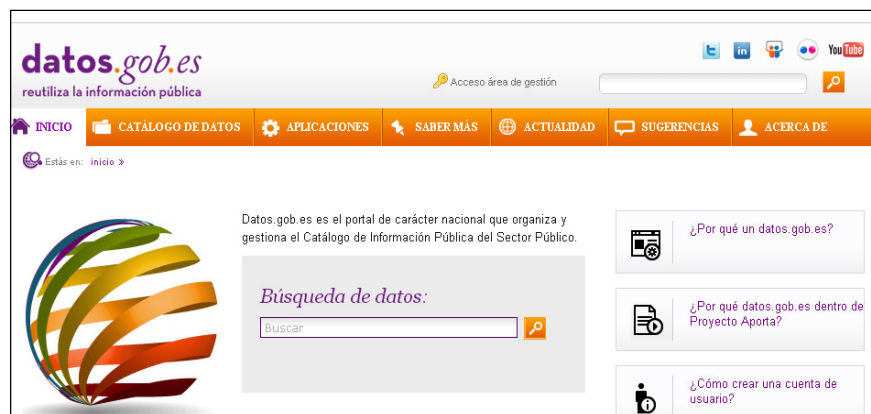 datos.gob.es
reutiliza la información pública
Acceso área de gestión
You Tube
INICIO
CATÁLOGO DE DATOS
APLICACIONES
SABER MÁS
ACTUALIDAD
SUGERENCIAS
ACERCA DE
Estás en: inicio »
Datos.gob.es es el portal de carácter nacional que organiza y
gestiona el Catálogo de Información Pública del Sector Público.
Búsqueda de datos:
Buscar
¿Por qué un datos.gob.es?
¿Por qué datos.gob.es dentro de
Proyecto Aporta?
¿Cómo crear una cuenta de
usuario?